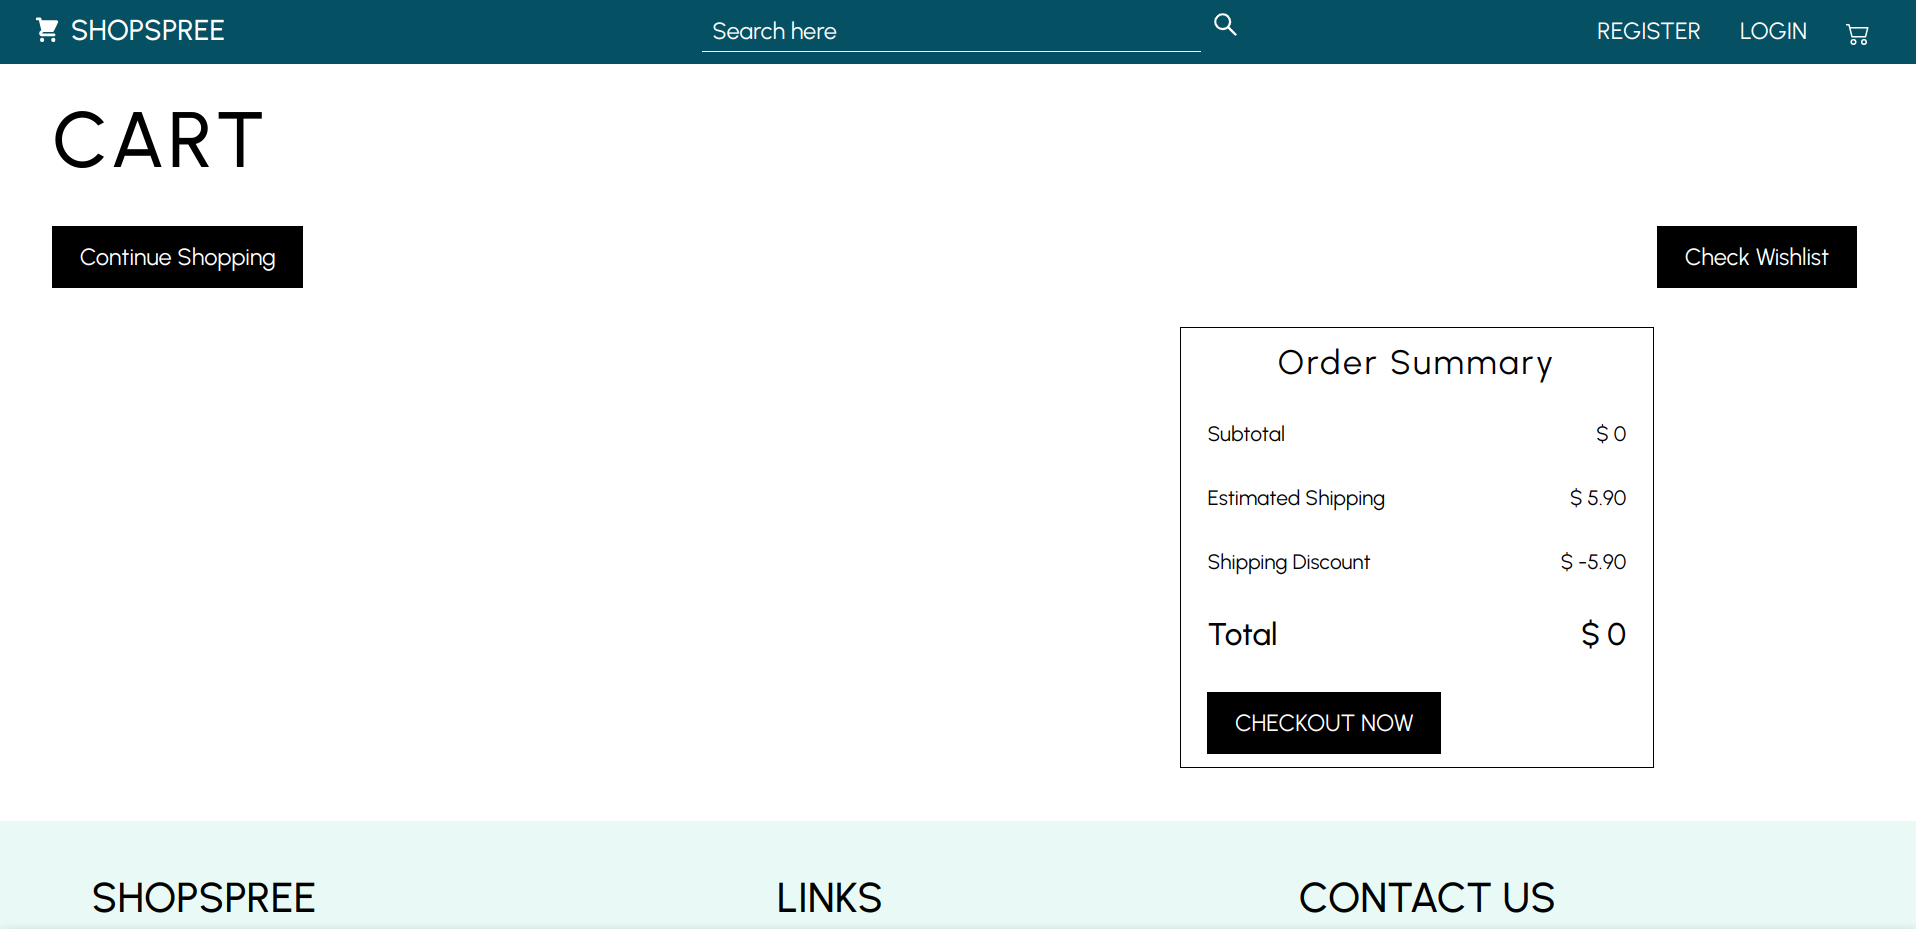 SHOPSPREE
Search here
REGISTER
LOGIN
CART
Continue Shopping
Check Wishlist
Order Summary
Subtotal $ 0
Estimated Shipping $ 5.90
Shipping Discount $ -5.90
Total $ 0
CHECKOUT NOW
SHOPSPREE
LINKS
CONTACT US